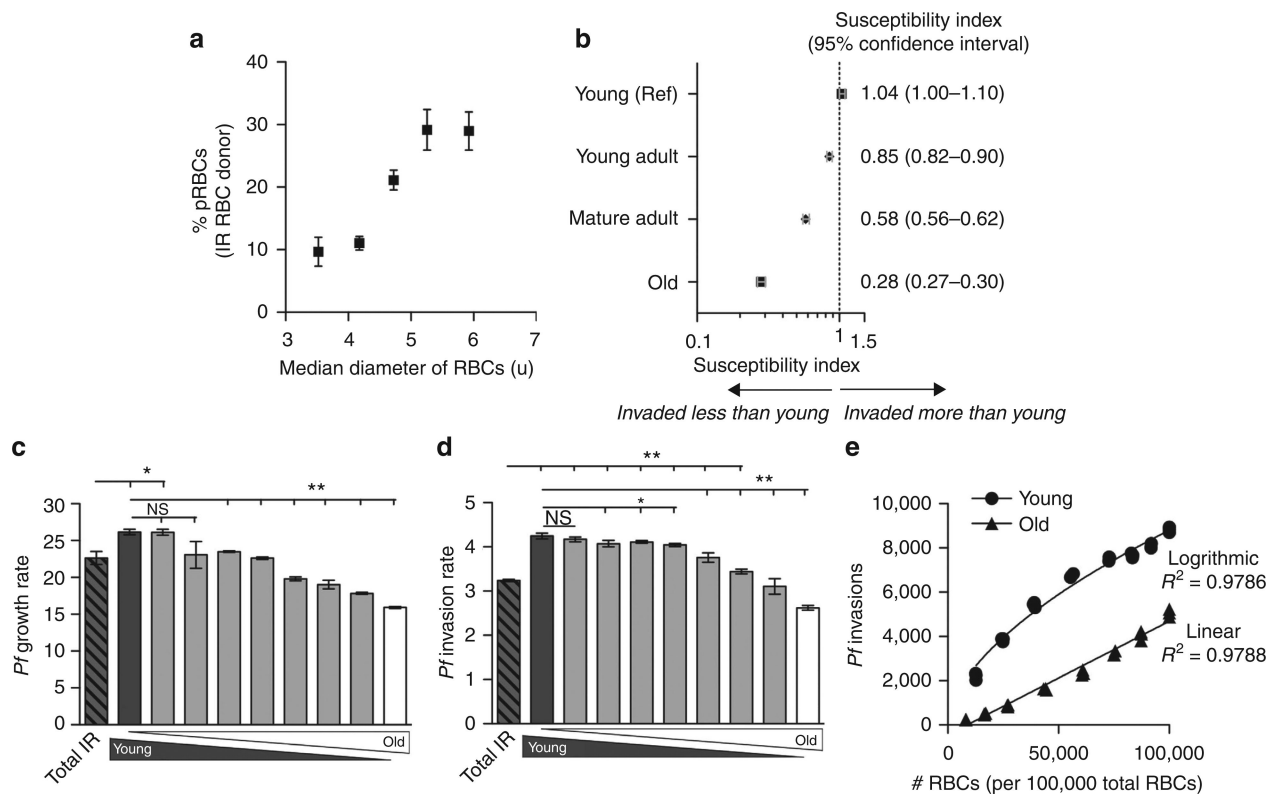 a
% pRBCs
(IR RBC donor)
40
30
20
10
0
3 4 5 6 7
Median diameter of RBCs (u)
b
Susceptibility index
(95% confidence interval)
Young (Ref) 1.04 (1.00–1.10)
Young adult 0.85 (0.82–0.90)
Mature adult 0.58 (0.56–0.62)
Old 0.28 (0.27–0.30)
0.1 1 1.5
Susceptibility index
Invaded less than young Invaded more than young
c
Pf growth rate
*
**
NS
30
25
20
15
10
5
0
Total IR
Young
Old
d
Pf invasion rate
**
**
*
NS
5
4
3
2
1
0
Total IR
Young
Old
e
Pf invasions
Young
Old
10,000
8,000
6,000
4,000
2,000
0
Logrithmic
R² = 0.9786
Linear
R² = 0.9788
0 50,000 100,000
# RBCs (per 100,000 total RBCs)